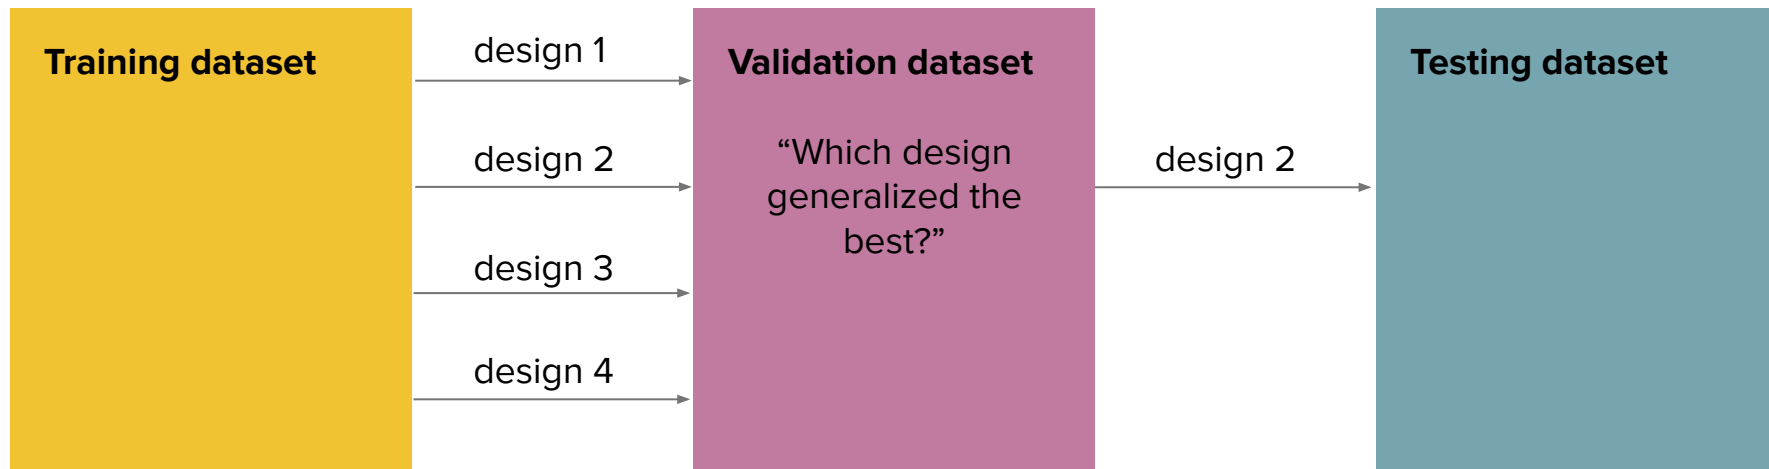 Training dataset
design 1
design 2
design 3
design 4
Validation dataset
“Which design
generalized the
best?”
design 2
Testing dataset